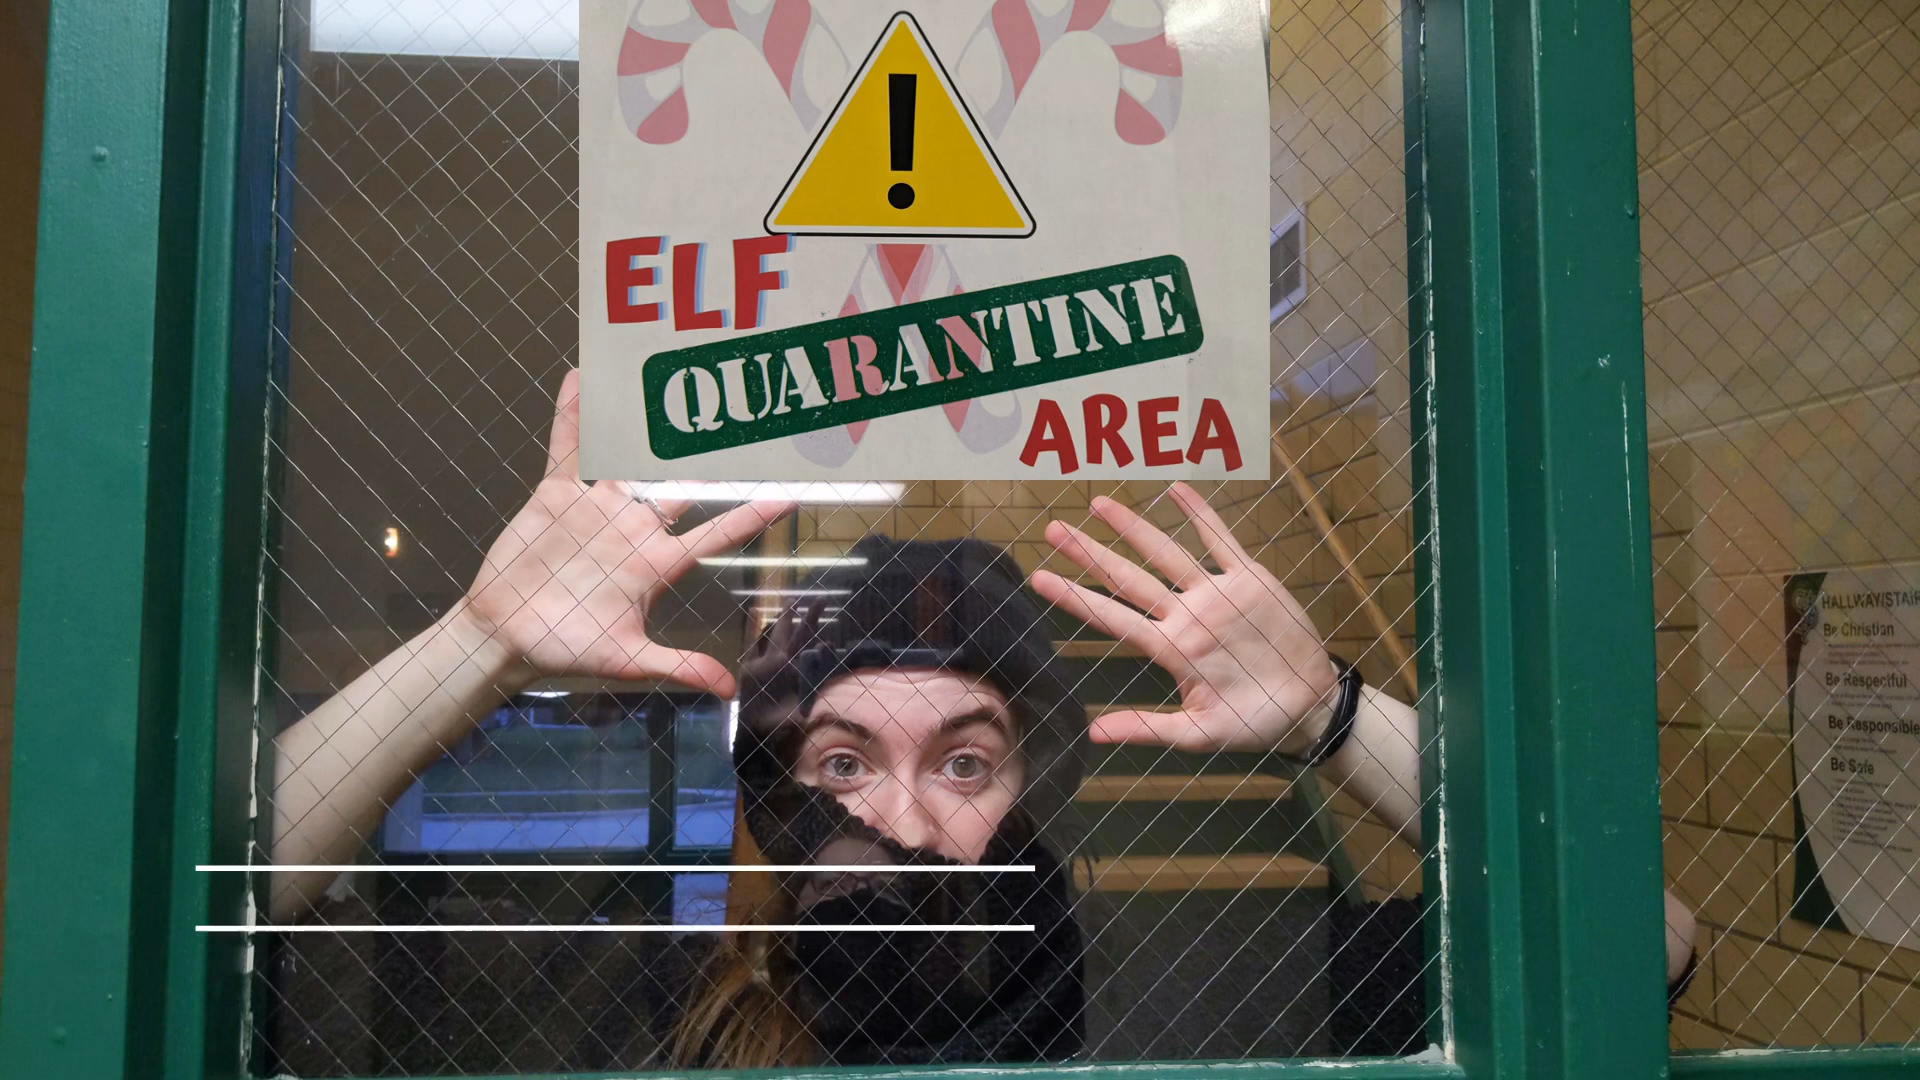 !
ELF
QUARANTINE
AREA
HALLWAY/STAIR
Be Christian
Be Respectful
Be Responsible
Be Safe